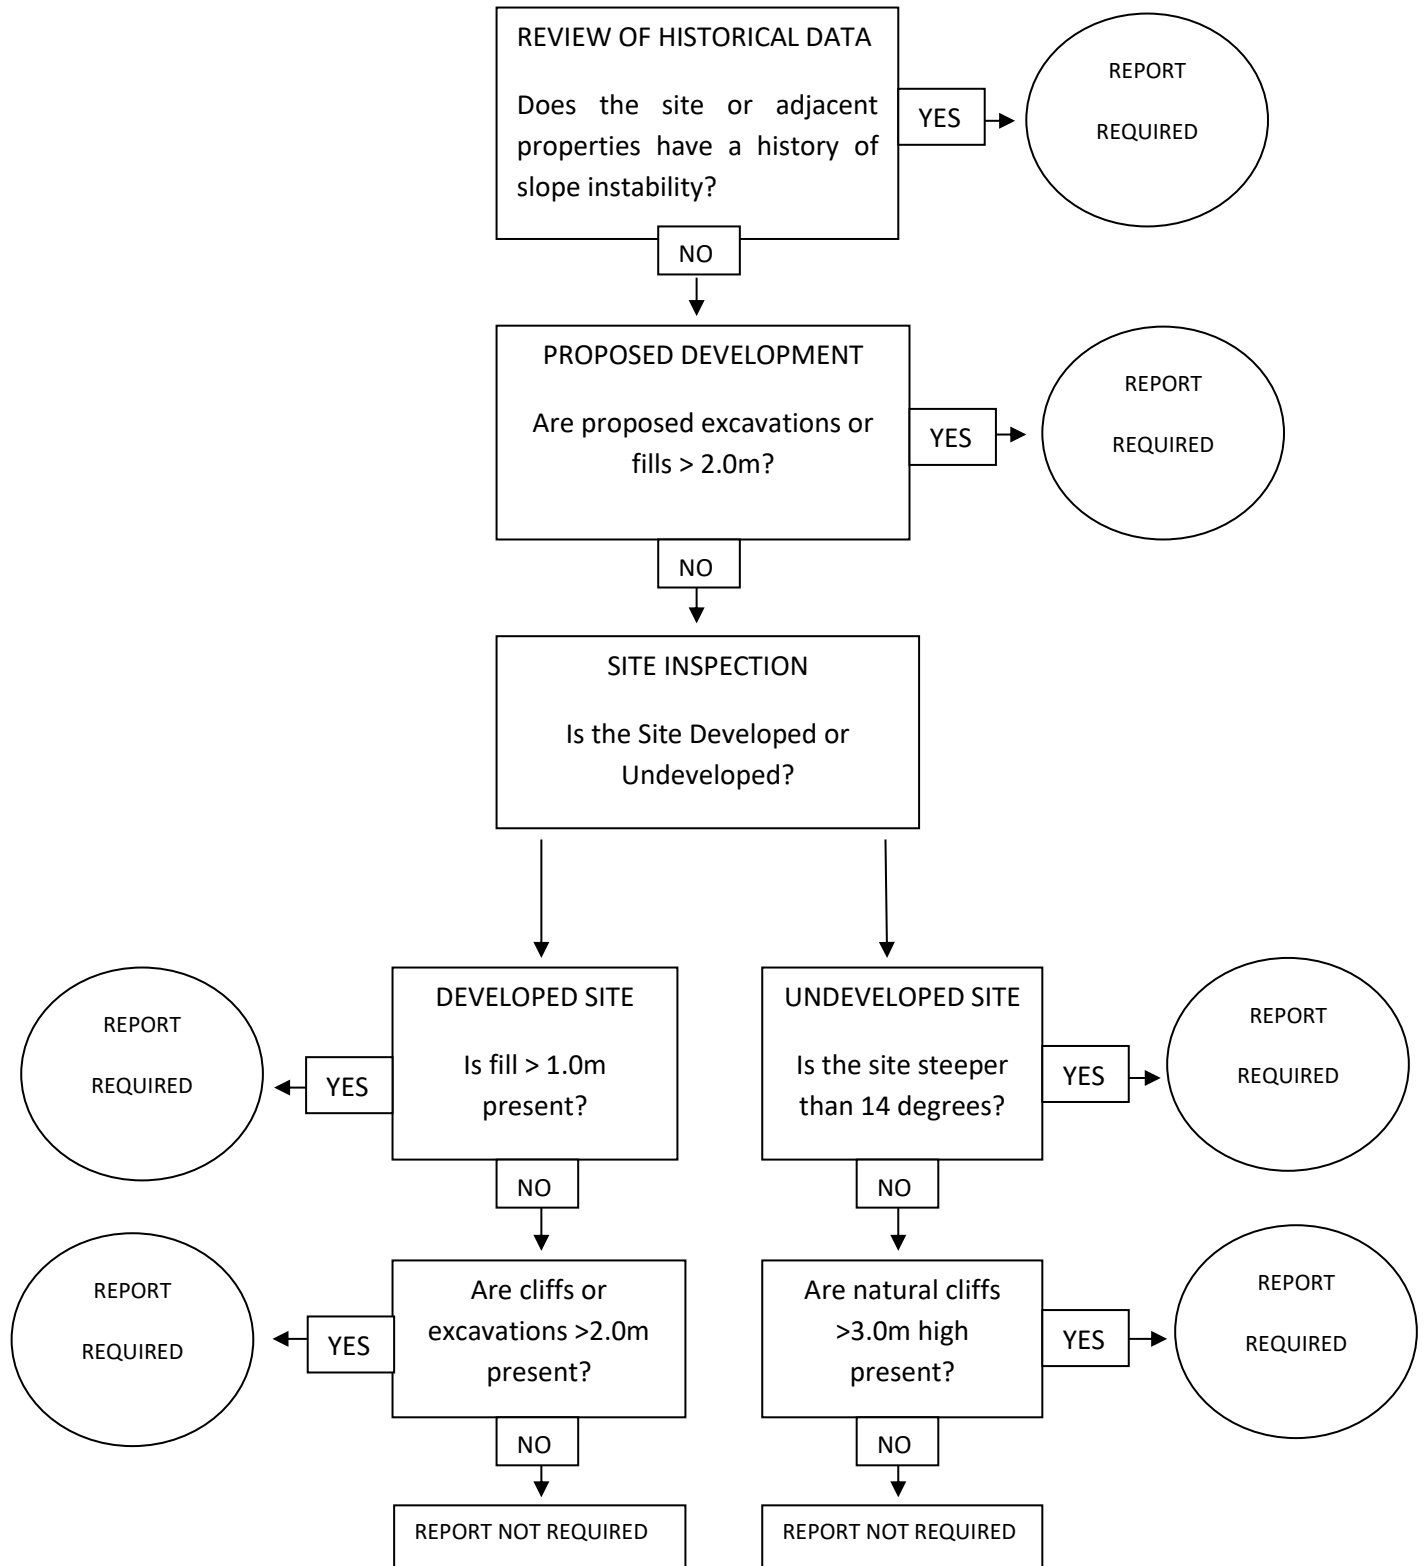 REVIEW OF HISTORICAL DATA
Does the site or adjacent
properties have a history of
slope instability?
YES
REPORT
REQUIRED
NO
PROPOSED DEVELOPMENT
Are proposed excavations or
fills > 2.0m?
YES
REPORT
REQUIRED
NO
SITE INSPECTION
Is the Site Developed or
Undeveloped?
DEVELOPED SITE
Is fill > 1.0m
present?
YES
REPORT
REQUIRED
NO
Are cliffs or
excavations >2.0m
present?
YES
REPORT
REQUIRED
NO
REPORT NOT REQUIRED
UNDEVELOPED SITE
Is the site steeper
than 14 degrees?
YES
REPORT
REQUIRED
NO
Are natural cliffs
>3.0m high
present?
YES
REPORT
REQUIRED
NO
REPORT NOT REQUIRED